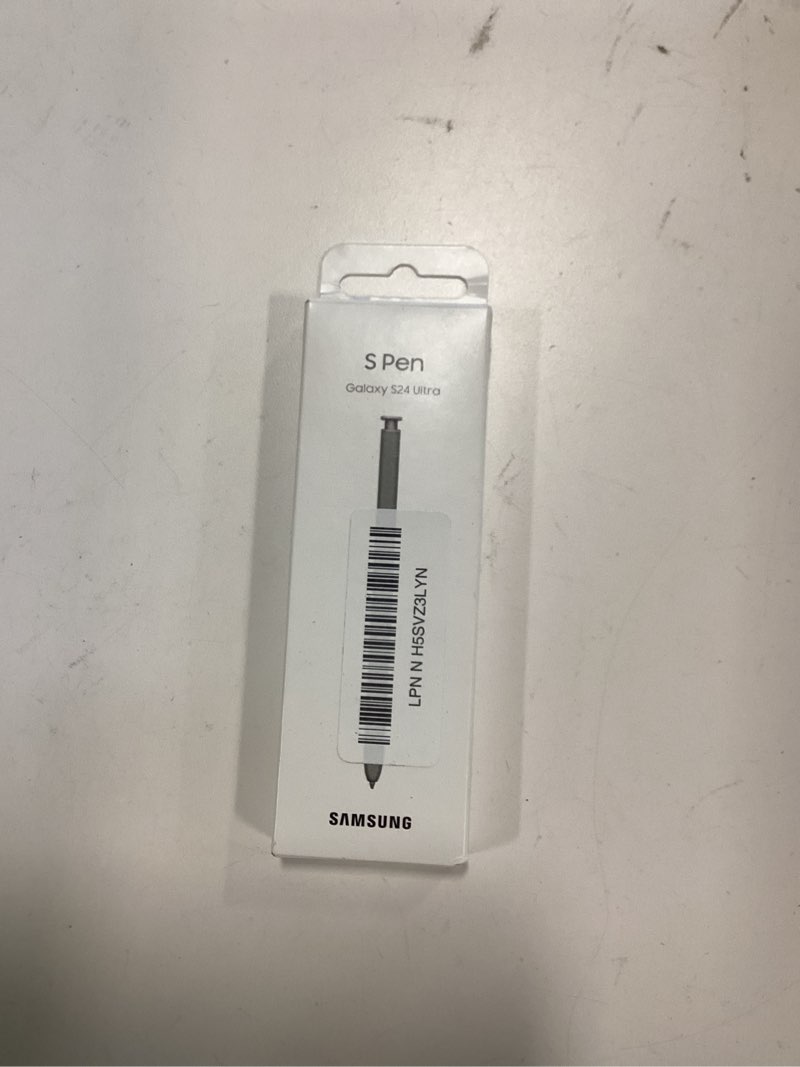 S Pen
Galaxy S24 Ultra
LPN N H5SVZ3LYN
SAMSUNG